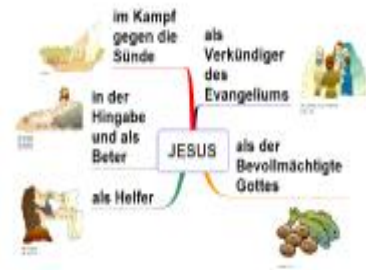 im Kampf
gegen die
Sünde
als
Verkündiger
des
Evangeliums
in der
Hingabe
und als
Beter
JESUS
als der
Bevollmächtigte
Gottes
als Helfer